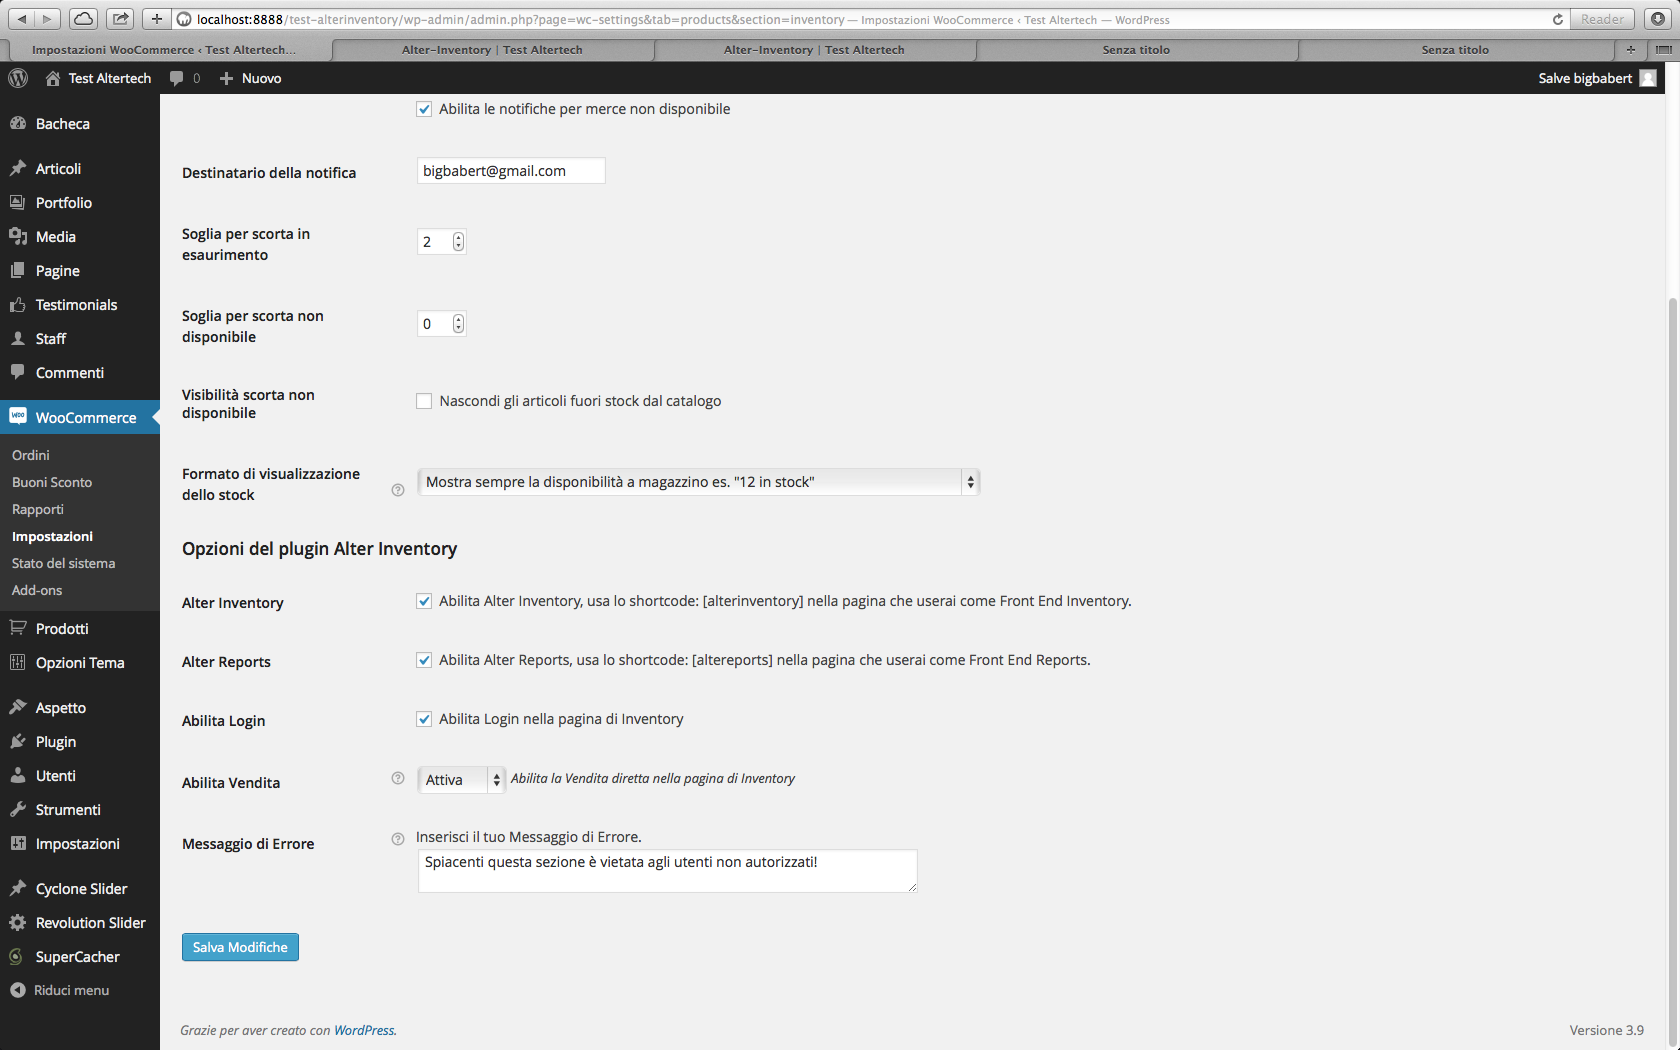 localhost:8888/test-alterinventory/wp-admin/admin.php?page=wc-settings&tab=products&section=inventory — Impostazioni WooCommerce ‹ Test Altertech — WordPress
Reader
Impostazioni WooCommerce ‹ Test Altertech...
Alter-Inventory | Test Altertech
Alter-Inventory | Test Altertech
Senza titolo
Senza titolo
Test Altertech
0
Nuovo
Salve bigbabert
Bacheca
Articoli
Portfolio
Media
Pagine
Testimonials
Staff
Commenti
woo WooCommerce
Ordini
Buoni Sconto
Rapporti
Impostazioni
Stato del sistema
Add-ons
Prodotti
Opzioni Tema
Aspetto
Plugin
Utenti
Strumenti
Impostazioni
Cyclone Slider
Revolution Slider
SuperCacher
Riduci menu
Abilita le notifiche per merce non disponibile
Destinatario della notifica
bigbabert@gmail.com
Soglia per scorta in
esaurimento
2
Soglia per scorta non
disponibile
0
Visibilità scorta non
disponibile
Nascondi gli articoli fuori stock dal catalogo
Formato di visualizzazione
dello stock
?
Mostra sempre la disponibilità a magazzino es. "12 in stock"
Opzioni del plugin Alter Inventory
Alter Inventory
Abilita Alter Inventory, usa lo shortcode: [alterinventory] nella pagina che userai come Front End Inventory.
Alter Reports
Abilita Alter Reports, usa lo shortcode: [altereports] nella pagina che userai come Front End Reports.
Abilita Login
Abilita Login nella pagina di Inventory
Abilita Vendita
?
Attiva
Abilita la Vendita diretta nella pagina di Inventory
Messaggio di Errore
?
Inserisci il tuo Messaggio di Errore.
Spiacenti questa sezione è vietata agli utenti non autorizzati!
Salva Modifiche
Grazie per aver creato con WordPress.
Versione 3.9